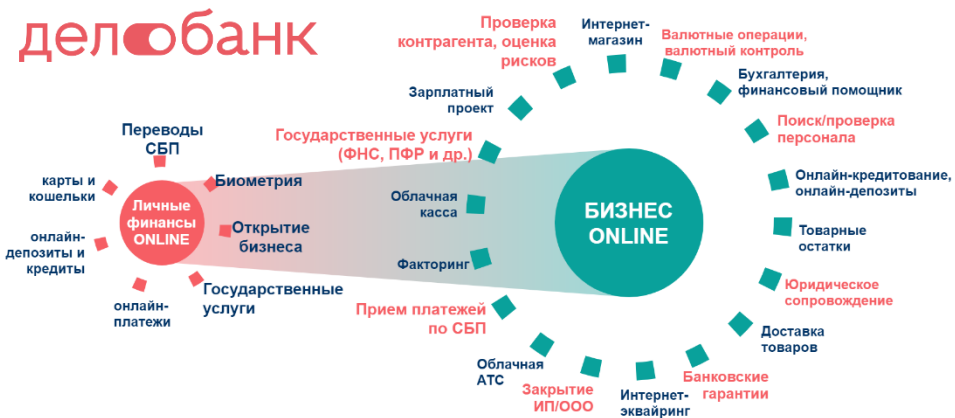 делобанк
Переводы
СБП
карты и
кошельки
Биометрия
Личные
финансы
ONLINE
Открытие
бизнеса
онлайн-
депозиты и
кредиты
Государственные
услуги
онлайн-
платежи
БИЗНЕС
ONLINE
Проверка
контрагента, оценка
рисков
Интернет-
магазин
Валютные операции,
валютный контроль
Бухгалтерия,
финансовый помощник
Поиск/проверка
персонала
Онлайн-кредитование,
онлайн-депозиты
Товарные
остатки
Юридическое
сопровождение
Доставка
товаров
Банковские
гарантии
Интернет-
эквайринг
Закрытие
ИП/ООО
Облачная
АТС
Прием платежей
по СБП
Факторинг
Облачная
касса
Государственные услуги
(ФНС, ПФР и др.)
Зарплатный
проект